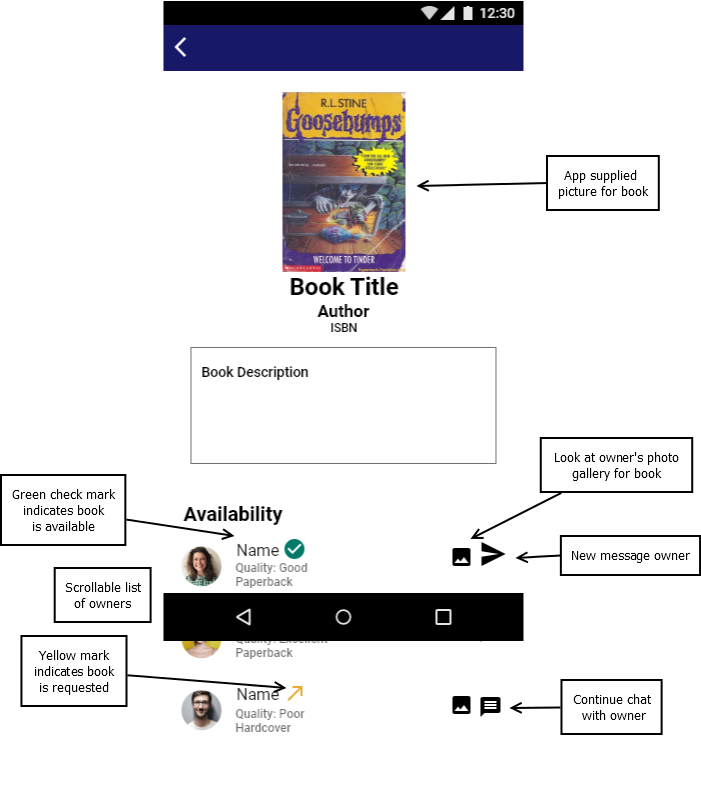 12:30
R.L. STINE
Goosebumps
WELCOME TO TINDER
SCHOLASTIC
App supplied
picture for book
Book Title
Author
ISBN
Book Description
Look at owner's photo
gallery for book
Green check mark
indicates book
is available
Availability
Name
Quality: Good
Paperback
New message owner
Scrollable list
of owners
Quality: Excellent
Paperback
Yellow mark
indicates book
is requested
Name
Quality: Poor
Hardcover
Continue chat
with owner